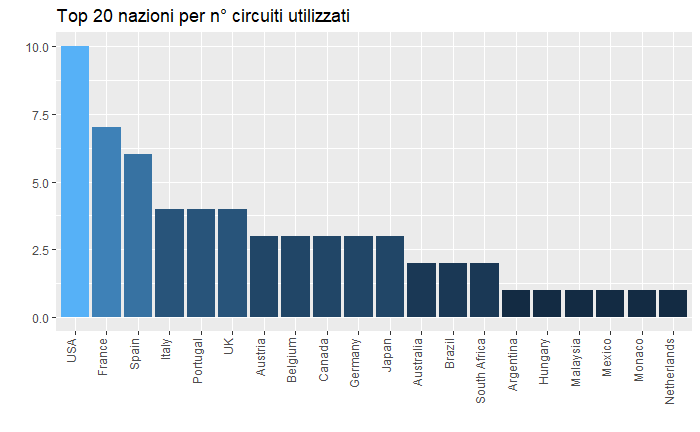 Top 20 nazioni per n° circuiti utilizzati
10.0
7.5
5.0
2.5
0.0
USA
France
Spain
Italy
Portugal
UK
Austria
Belgium
Canada
Germany
Japan
Australia
Brazil
South Africa
Argentina
Hungary
Malaysia
Mexico
Monaco
Netherlands